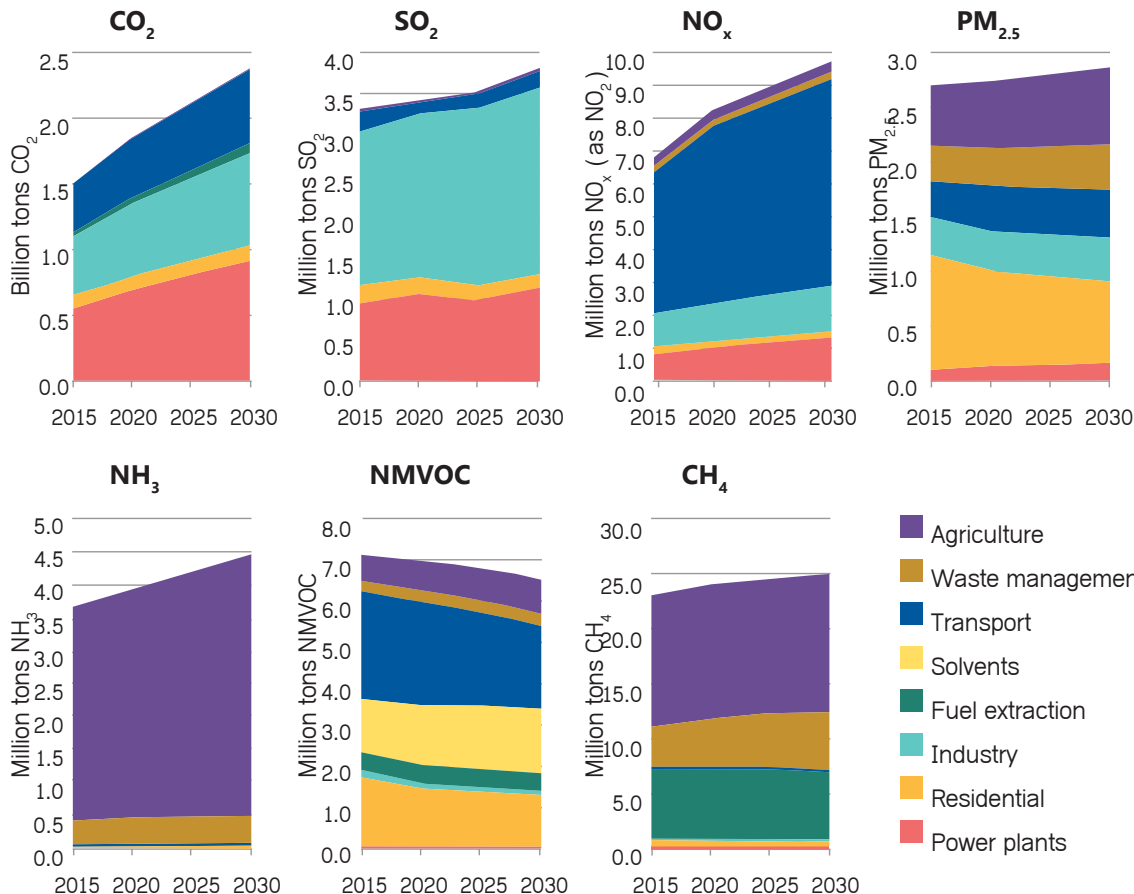 CO2
SO2
NOx
PM2.5
Billion tons CO2
2.5
2.0
1.5
1.0
0.5
0.0
2015 2020 2025 2030
Million tons SO2
4.0
3.5
3.0
2.0
1.5
1.0
0.5
0.0
2015 2020 2025 2030
Million tons NOx ( as NO2)
10.0
9.0
8.0
7.0
6.0
4.0
3.0
2.0
1.0
0.0
2015 2020 2025 2030
Million tons PM2.5
3.0
2.5
2.0
1.5
1.0
0.5
0.0
2015 2020 2025 2030
NH3
NMVOC
CH4
Million tons NH3
5.0
4.5
4.0
3.5
3.0
2.5
2.0
1.5
1.0
0.5
0.0
2015 2020 2025 2030
Million tons NMVOC
8.0
7.0
6.0
5.0
4.0
3.0
2.0
1.0
0.0
2015 2020 2025 2030
Million tons CH4
30.0
25.0
20.0
15.0
10.0
5.0
0.0
2015 2020 2025 2030
Agriculture
Waste managemen
Transport
Solvents
Fuel extraction
Industry
Residential
Power plants